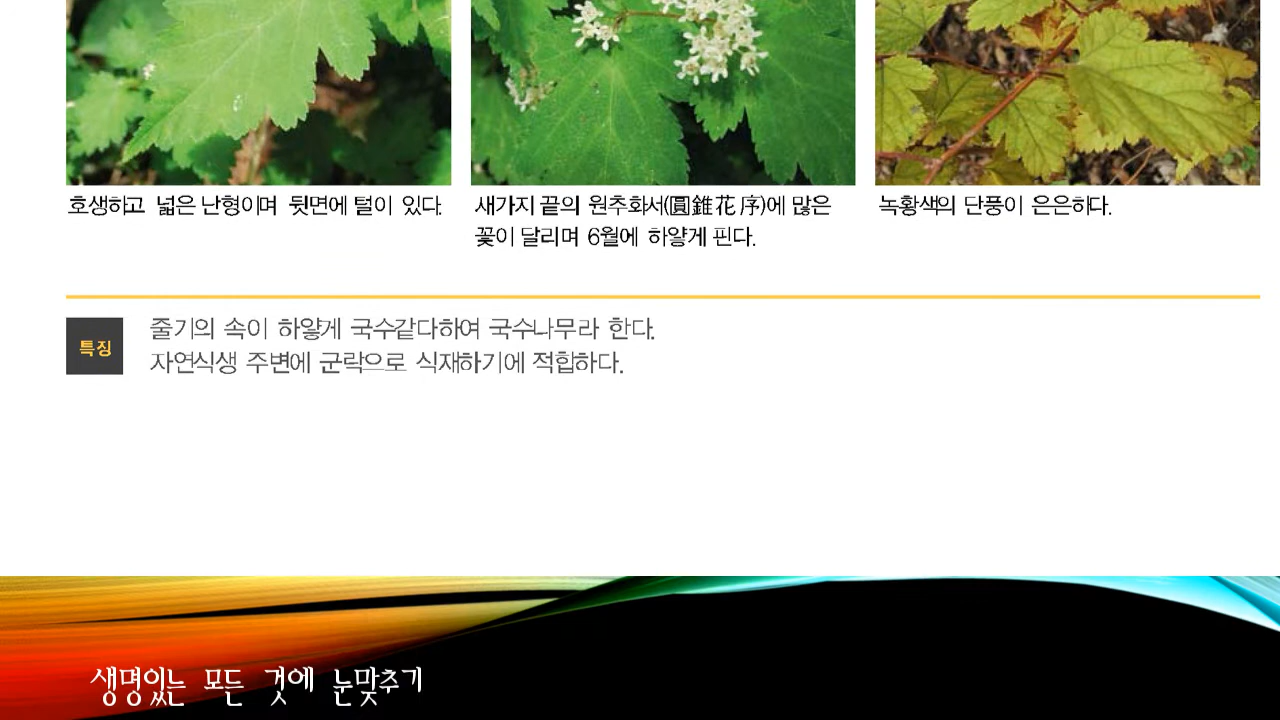 호생하고 넓은 난형이며 뒷면에 털이 있다.
새가지 끝의 원추화서(圓錐花序)에 많은
꽃이 달리며 6월에 하얗게 핀다.
녹황색의 단풍이 은은하다.
특징
줄기의 속이 하얗게 국수같다하여 국수나무라 한다.
자연식생 주변에 군락으로 식재하기에 적합하다.
생명있는 모든 것에 눈맞추기